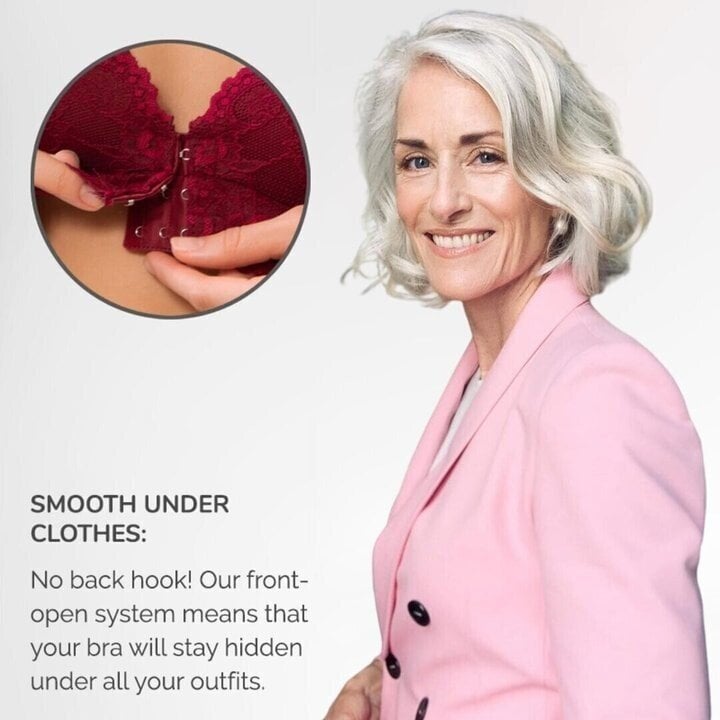 SMOOTH UNDER
CLOTHES:
No back hook! Our front-
open system means that
your bra will stay hidden
under all your outfits.